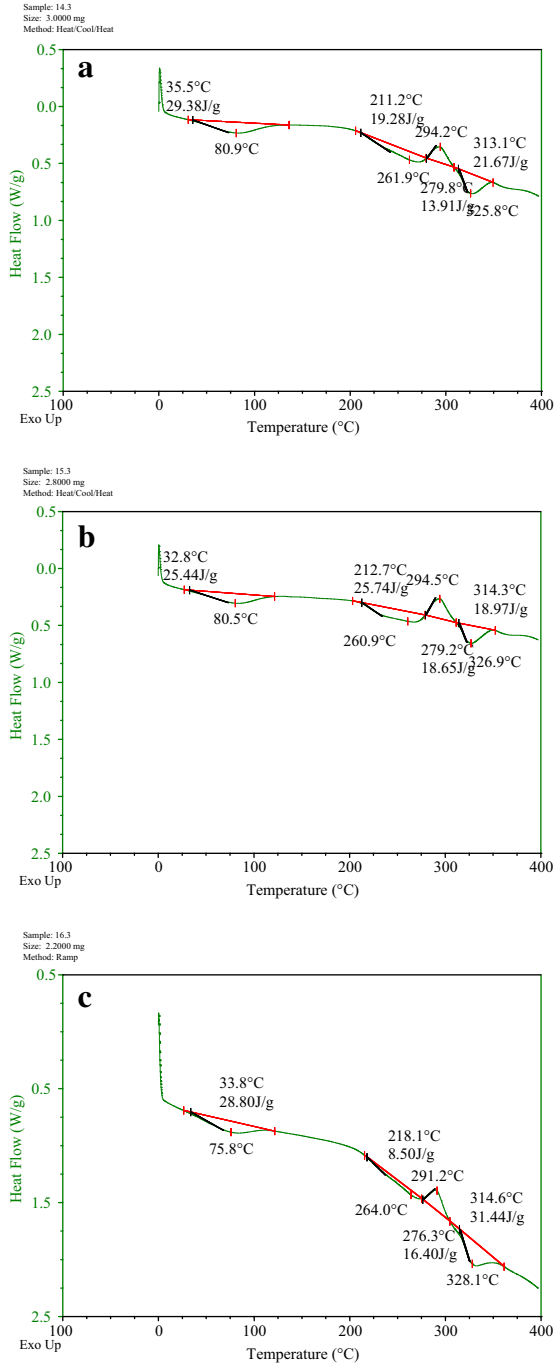 Sample: 14.3
Size: 3.0000 mg
Method: Heat/Cool/Heat
a
0.5
0.0
0.5
1.0
1.5
2.0
2.5
Heat Flow (W/g)
35.5°C
29.38J/g
80.9°C
211.2°C
19.28J/g
294.2°C
313.1°C
21.67J/g
261.9°C
279.8°C
13.91J/g
325.8°C
100
0
100
200
300
400
Exo Up
Temperature (°C)
Sample: 15.3
Size: 2.8000 mg
Method: Heat/Cool/Heat
b
0.5
0.0
0.5
1.0
1.5
2.0
2.5
Heat Flow (W/g)
32.8°C
25.44J/g
80.5°C
212.7°C
25.74J/g
294.5°C
314.3°C
18.97J/g
260.9°C
279.2°C
18.65J/g
326.9°C
100
0
100
200
300
400
Exo Up
Temperature (°C)
Sample: 16.3
Size: 2.2000 mg
Method: Ramp
c
0.5
0.5
1.5
2.5
Heat Flow (W/g)
33.8°C
28.80J/g
75.8°C
218.1°C
8.50J/g
291.2°C
314.6°C
31.44J/g
264.0°C
276.3°C
16.40J/g
328.1°C
100
0
100
200
300
400
Exo Up
Temperature (°C)